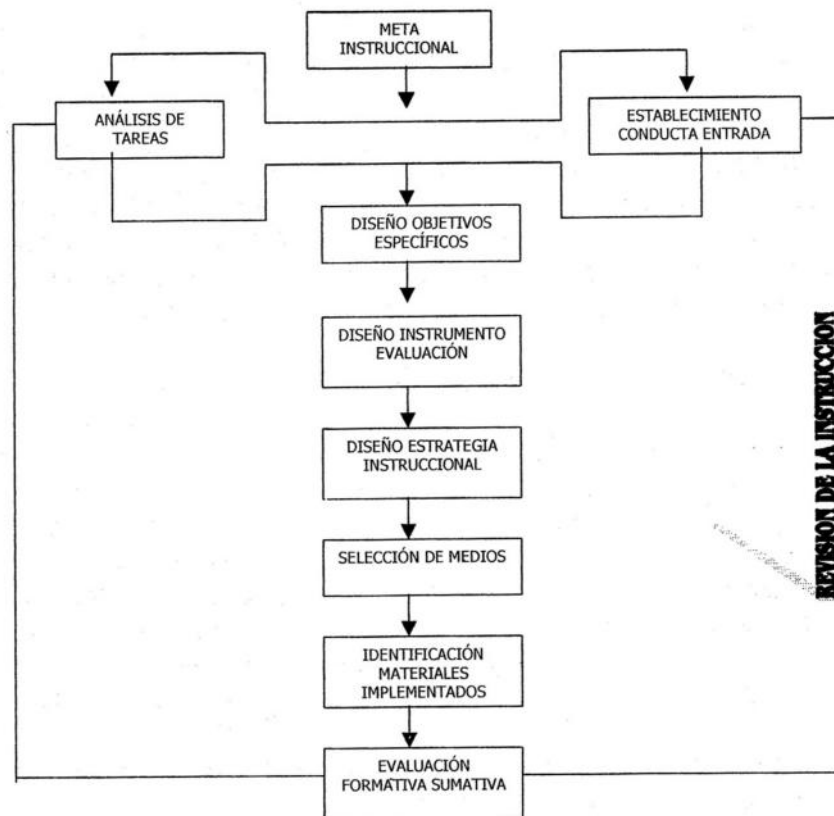 META
INSTRUCCIONAL
ANÁLISIS DE
TAREAS
ESTABLECIMIENTO
CONDUCTA ENTRADA
DISEÑO OBJETIVOS
ESPECÍFICOS
DISEÑO INSTRUMENTO
EVALUACIÓN
DISEÑO ESTRATEGIA
INSTRUCCIONAL
SELECCIÓN DE MEDIOS
IDENTIFICACIÓN
MATERIALES
IMPLEMENTADOS
EVALUACIÓN
FORMATIVA SUMATIVA
REVISION DE LA INSTRUCCION